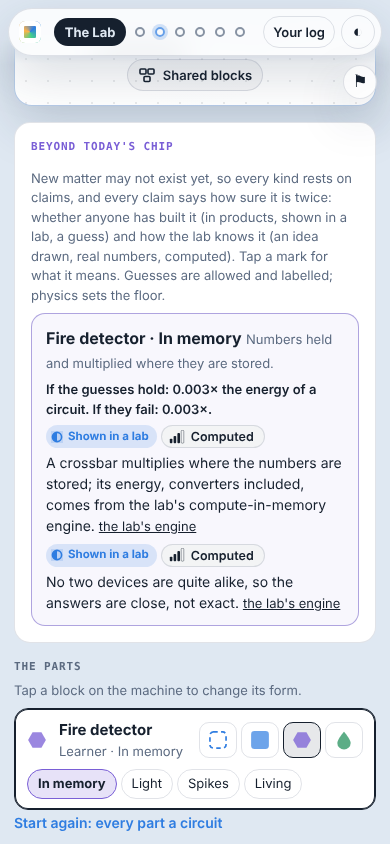 The Lab
Your log
Shared blocks
BEYOND TODAY'S CHIP
New matter may not exist yet, so every kind rests on
claims, and every claim says how sure it is twice:
whether anyone has built it (in products, shown in a
lab, a guess) and how the lab knows it (an idea
drawn, real numbers, computed). Tap a mark for
what it means. Guesses are allowed and labelled;
physics sets the floor.
Fire detector · In memory Numbers held
and multiplied where they are stored.
If the guesses hold: 0.003× the energy of a
circuit. If they fail: 0.003×.
Shown in a lab Computed
A crossbar multiplies where the numbers are
stored; its energy, converters included,
comes from the lab's compute-in-memory
engine. the lab's engine
Shown in a lab Computed
No two devices are quite alike, so the
answers are close, not exact. the lab's engine
THE PARTS
Tap a block on the machine to change its form.
Fire detector
Learner · In memory
In memory Light Spikes Living
Start again: every part a circuit